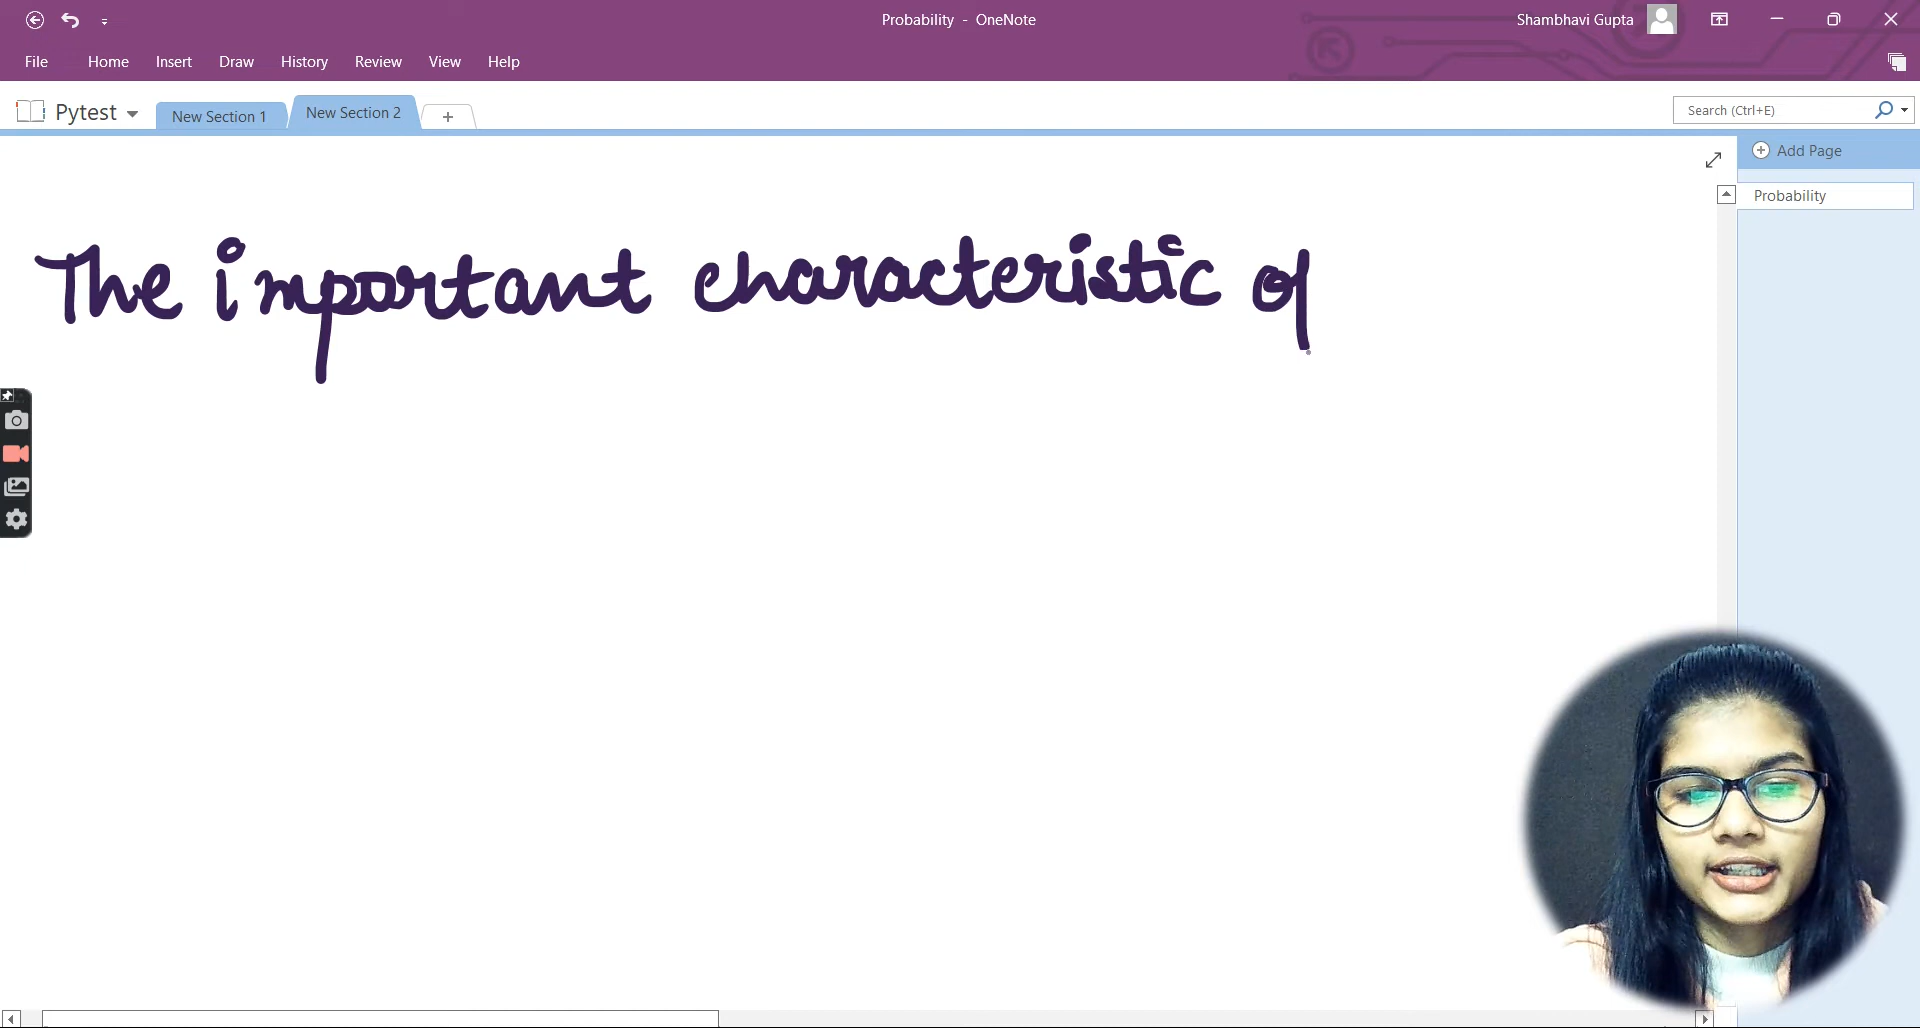 Probability - OneNote
Shambhavi Gupta
File Home Insert Draw History Review View Help
Pytest New Section 1 New Section 2 +
Search (Ctrl+E)
Add Page
Probability
The important characteristic of